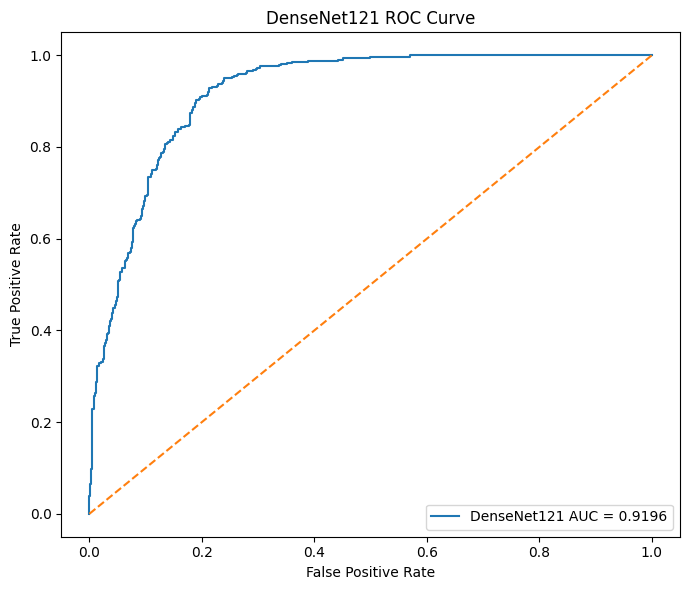 DenseNet121 ROC Curve
True Positive Rate
1.0
0.8
0.6
0.4
0.2
0.0
0.0 0.2 0.4 0.6 0.8 1.0
False Positive Rate
DenseNet121 AUC = 0.9196